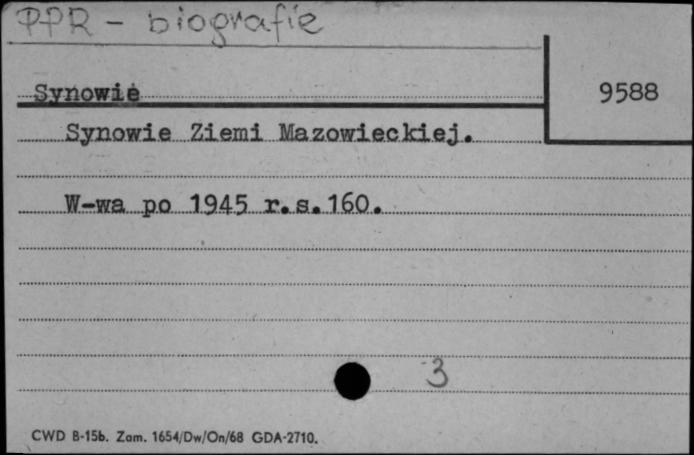 PPR - biografie
Synowie
9588
Synowie Ziemi Mazowieckiej.
W-wa po 1945 r.s.160.
3
CWD B-15b. Zam. 1654/Dw/On/68 GDA-2710.